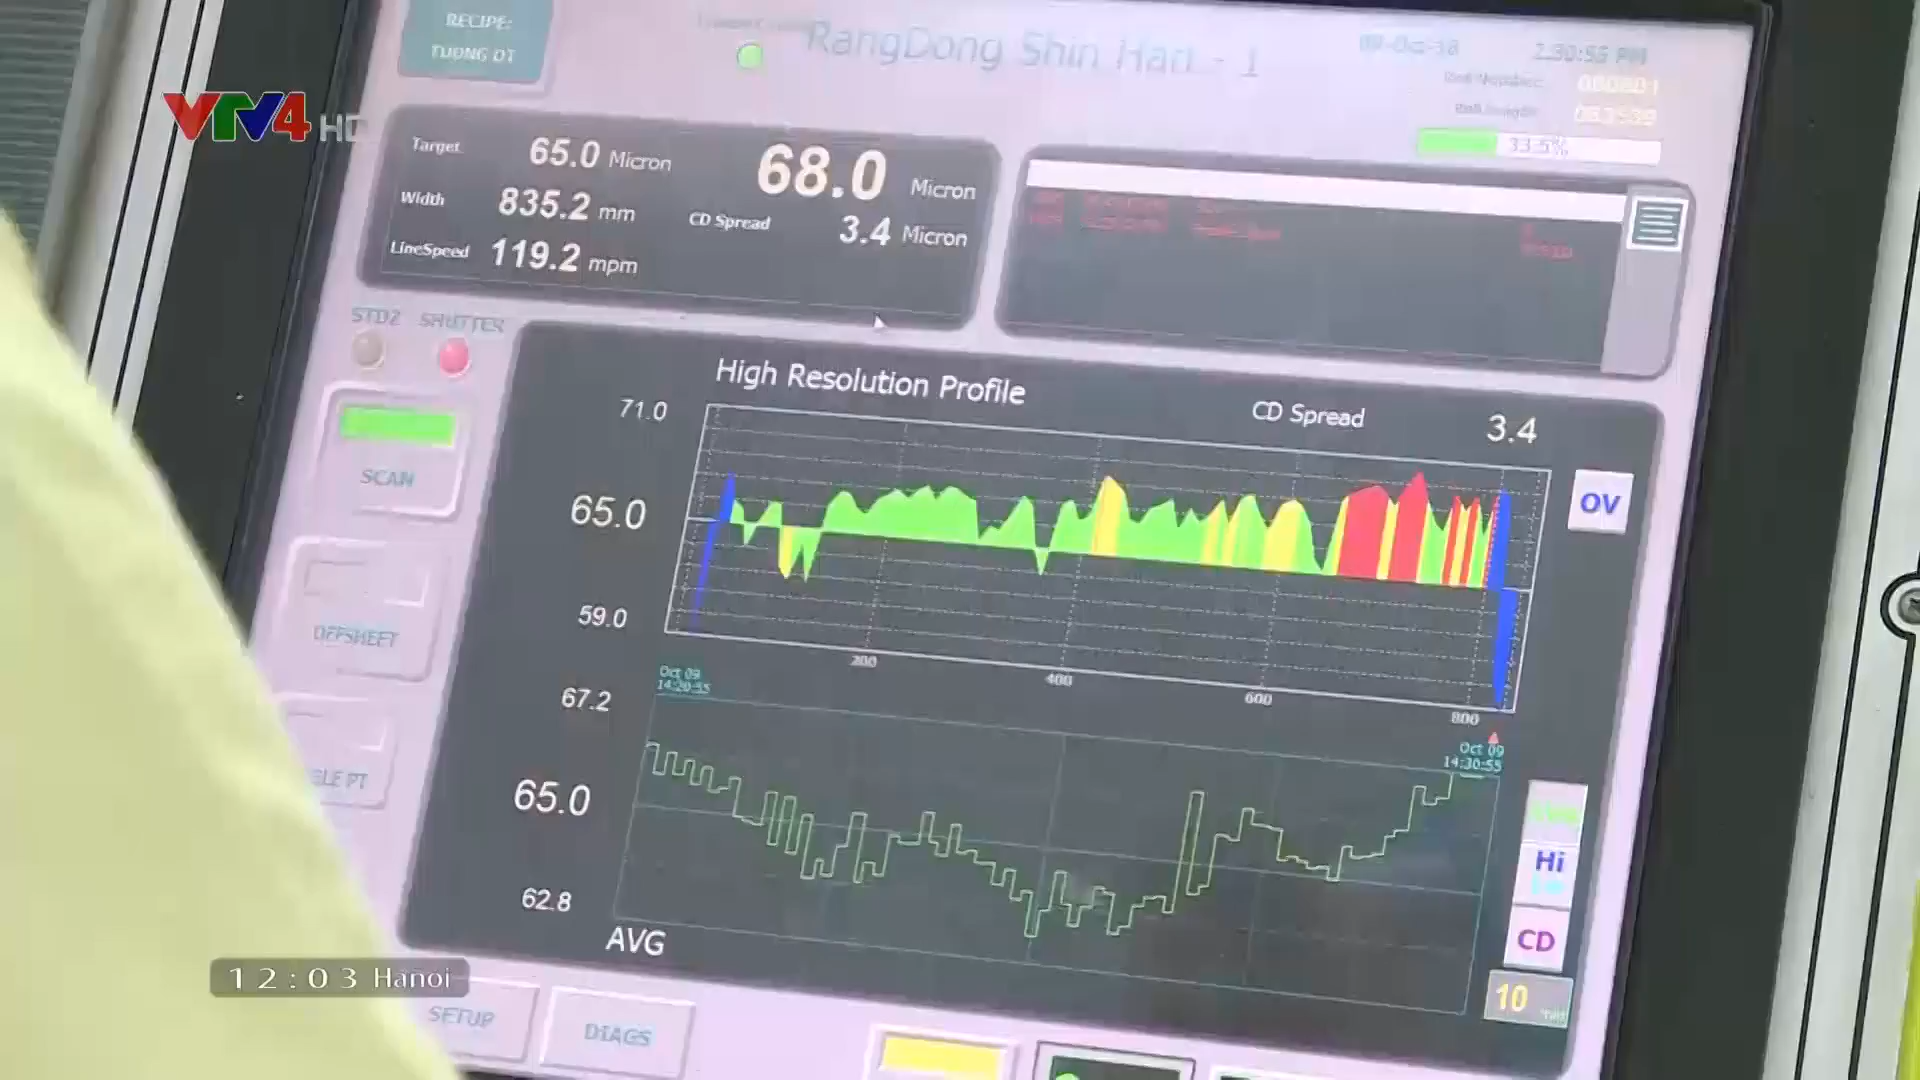 RECIPE:
TUONG DT
RangDong Shin Han - 1
2:30:55 PM
VTV4 HD
33.5%
Target 65.0 Micron
68.0 Micron
Width 835.2 mm
CD Spread 3.4 Micron
LineSpeed 119.2 mpm
STDZ SHUTTER
High Resolution Profile
CD Spread 3.4
71.0
SCAN
65.0
OV
59.0
OFFSHEET
200 400 600 800
Oct 09
14:20:55
67.2
Oct 09
14:30:55
GLE PT
65.0
Hi
62.8
CD
AVG
12:03 Hanoi
10
SETUP
DIAGS